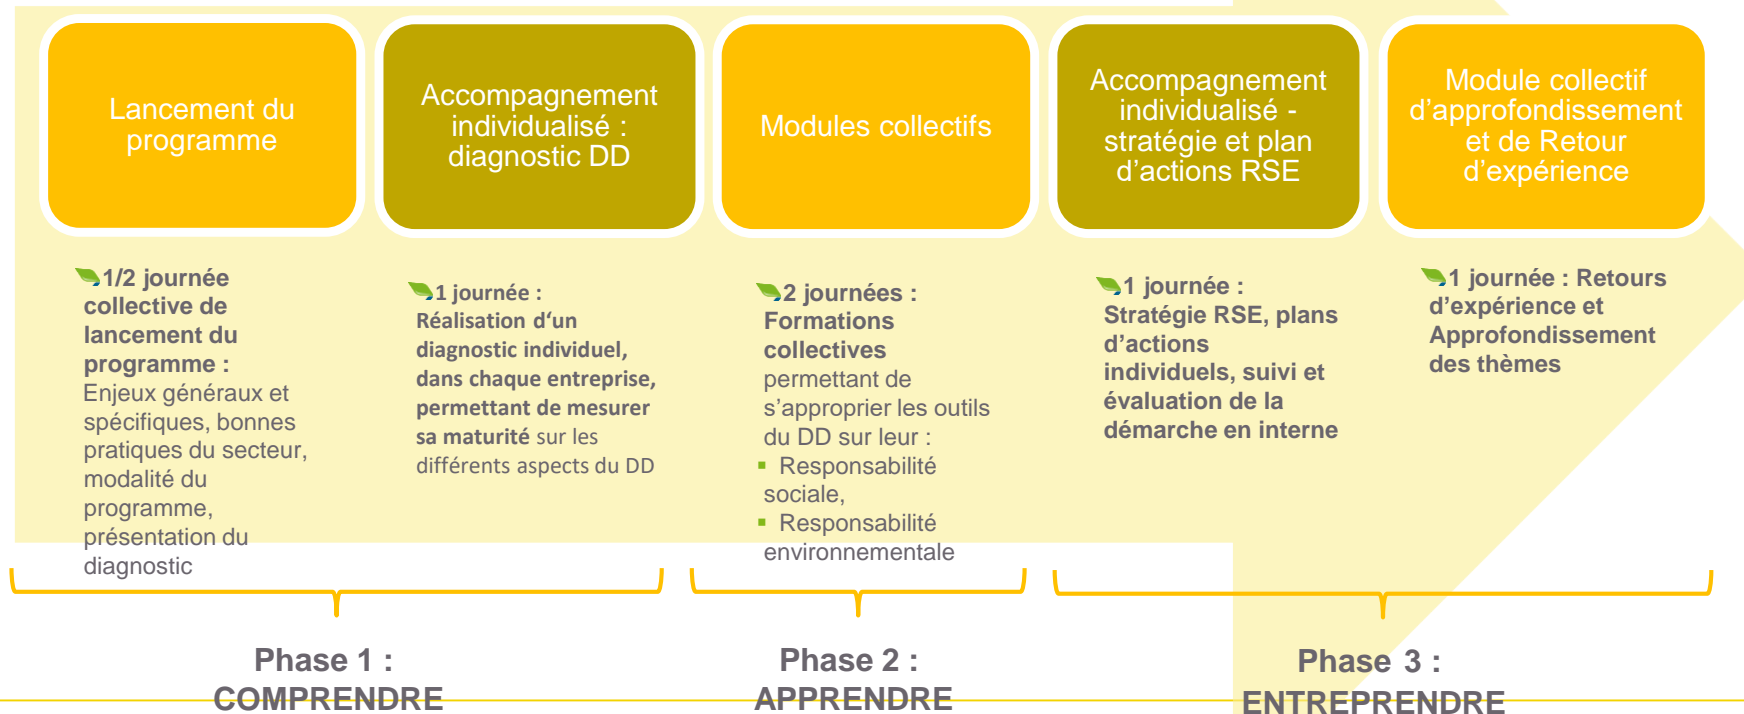 Lancement du
programme
Accompagnement
individualisé :
diagnostic DD
Modules collectifs
Accompagnement
individualisé -
stratégie et plan
d’actions RSE
Module collectif
d’approfondissement
et de Retour
d’expérience
1/2 journée
collective de
lancement du
programme :
Enjeux généraux et
spécifiques, bonnes
pratiques du secteur,
modalité du
programme,
présentation du
diagnostic
1 journée :
Réalisation d‘un
diagnostic individuel,
dans chaque entreprise,
permettant de mesurer
sa maturité sur les
différents aspects du DD
2 journées :
Formations
collectives
permettant de
s’approprier les outils
du DD sur leur :
▪ Responsabilité
sociale,
▪ Responsabilité
environnementale
1 journée :
Stratégie RSE, plans
d’actions
individuels, suivi et
évaluation de la
démarche en interne
1 journée : Retours
d’expérience et
Approfondissement
des thèmes
Phase 1 :
COMPRENDRE
Phase 2 :
APPRENDRE
Phase 3 :
ENTREPRENDRE